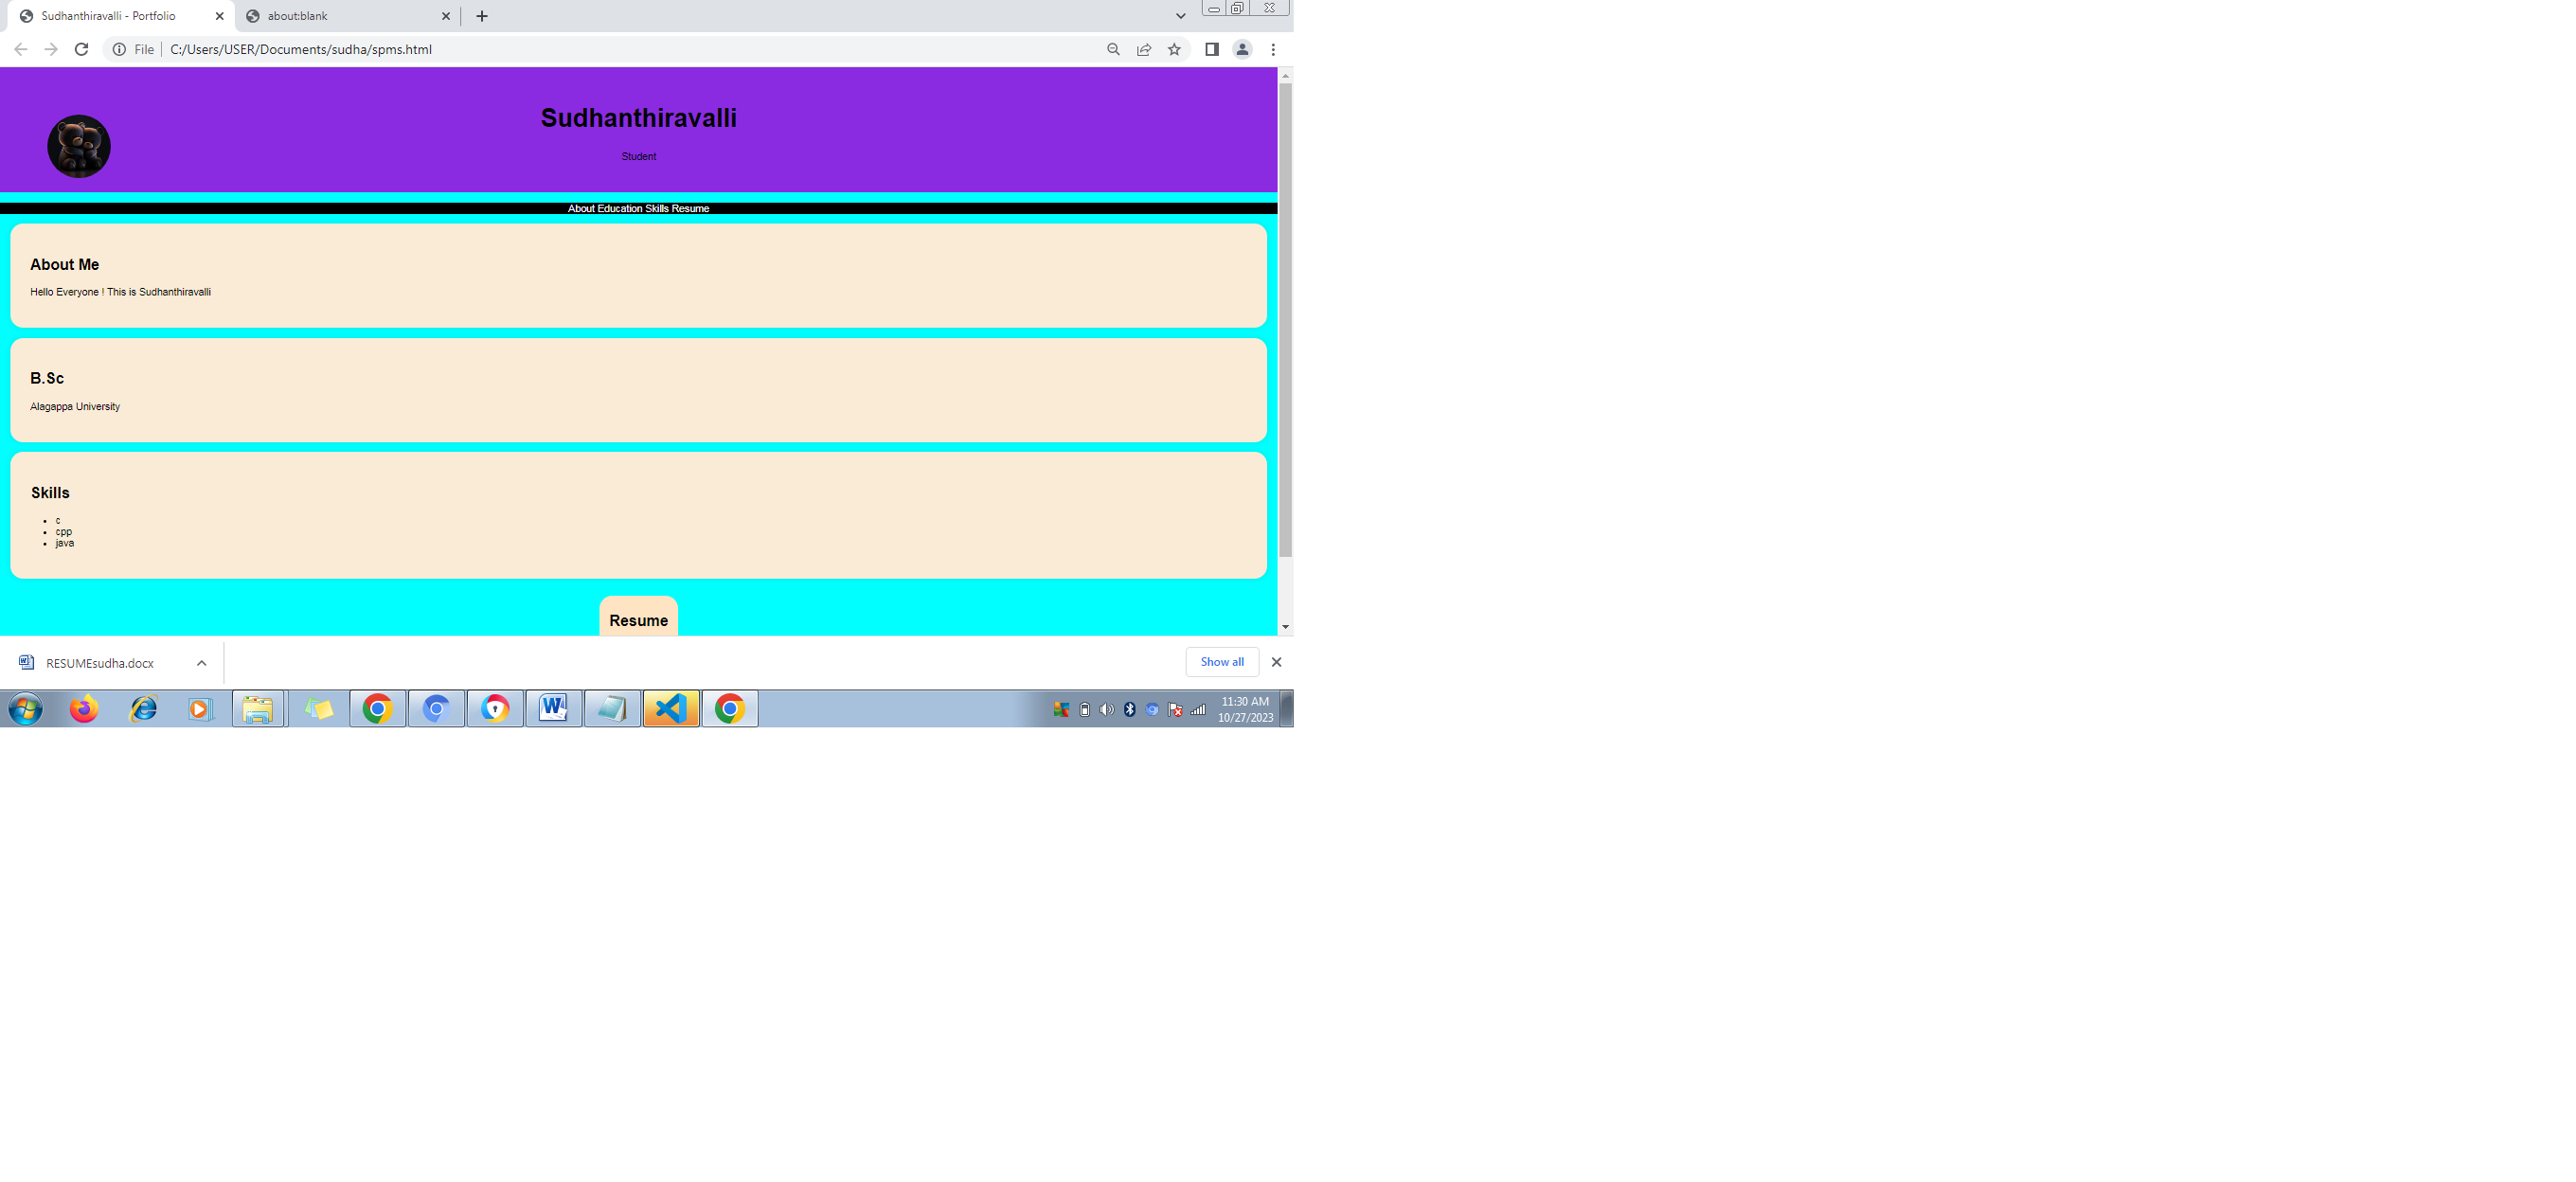 Sudhanthiravalli - Portfolio
about:blank
File
C:/Users/USER/Documents/sudha/spms.html
Sudhanthiravalli
Student
About Education Skills Resume
About Me
Hello Everyone ! This is Sudhanthiravalli
B.Sc
Alagappa University
Skills
c
cpp
java
Resume
RESUMEsudha.docx
Show all
11:30 AM
10/27/2023